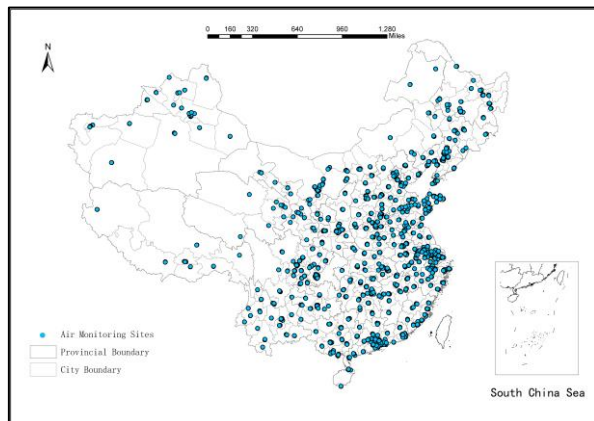 N
0 160 320 640 960 1,280
Miles
Air Monitoring Sites
Provincial Boundary
City Boundary
South China Sea